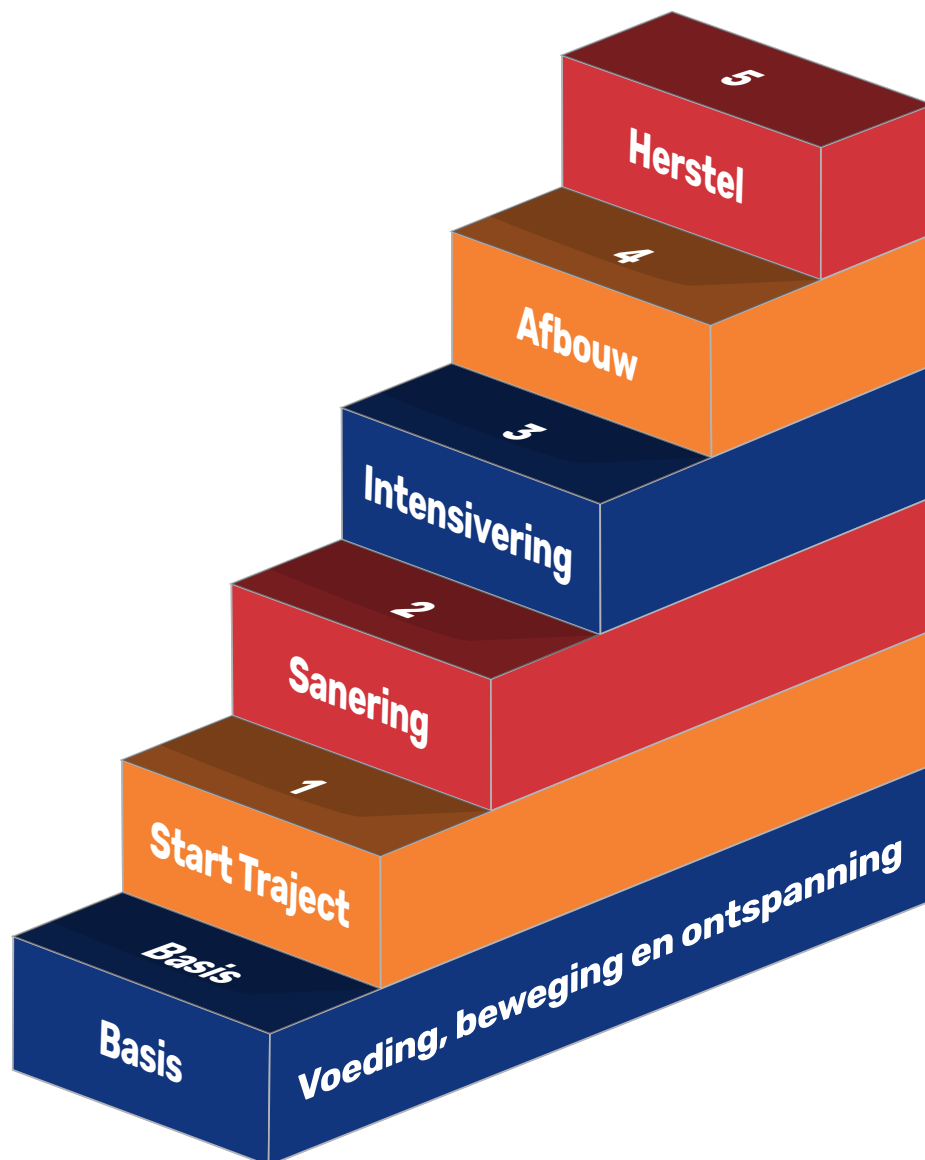 5
Herstel
4
Afbouw
3
Intensivering
2
Sanering
1
Start Traject
Basis
Basis
Voeding, beweging en ontspanning